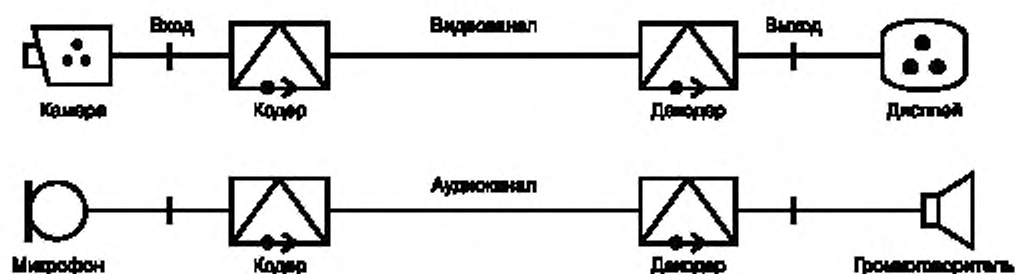 Вход
Видеоканал
Выход
Камера
Кодер
Декодер
Дисплей
Аудиоканал
Микрофон
Кодер
Декодер
Громкоговоритель